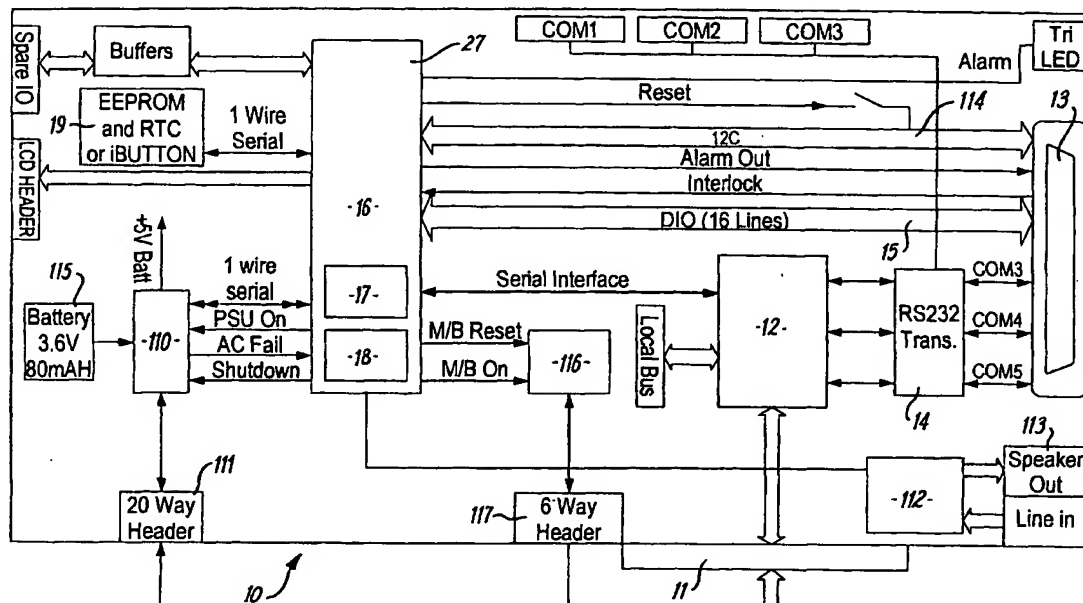 COM1
COM2
COM3
Tri
LED
Spare IO
Buffers
27
Alarm
EEPROM
and RTC
or iBUTTON
19
1 Wire
Serial
Reset
114
13
12C
Alarm Out
Interlock
LCD HEADER
-16-
DIO (16 Lines)
15
+5V Batt
115
Battery
3.6V
80mAH
-110-
1 wire
serial
PSU On
AC Fail
Shutdown
-17-
-18-
Serial Interface
M/B Reset
M/B On
-116-
Local Bus
-12-
RS232
Trans.
14
COM3
COM4
COM5
113
Speaker
Out
Line in
-112-
111
20 Way
Header
117
6 Way
Header
10
11